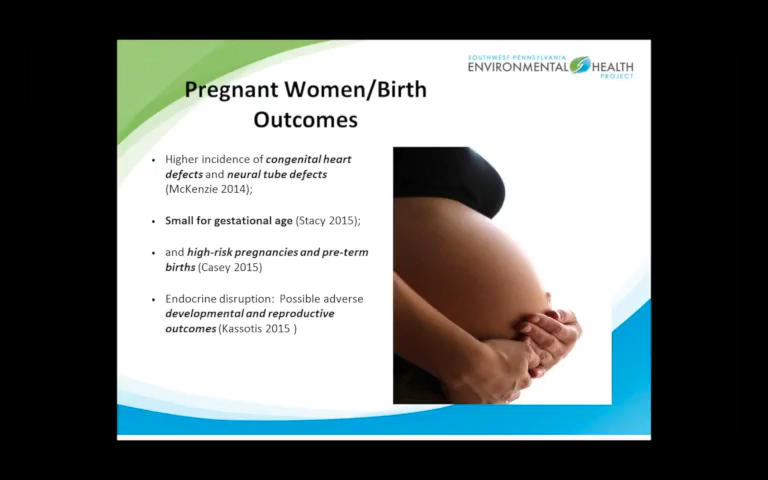 SOUTHWEST PENNSYLVANIA
ENVIRONMENTAL HEALTH
PROJECT
Pregnant Women/Birth
Outcomes
• Higher incidence of congenital heart
defects and neural tube defects
(McKenzie 2014);
• Small for gestational age (Stacy 2015);
• and high-risk pregnancies and pre-term
births (Casey 2015)
• Endocrine disruption: Possible adverse
developmental and reproductive
outcomes (Kassotis 2015 )